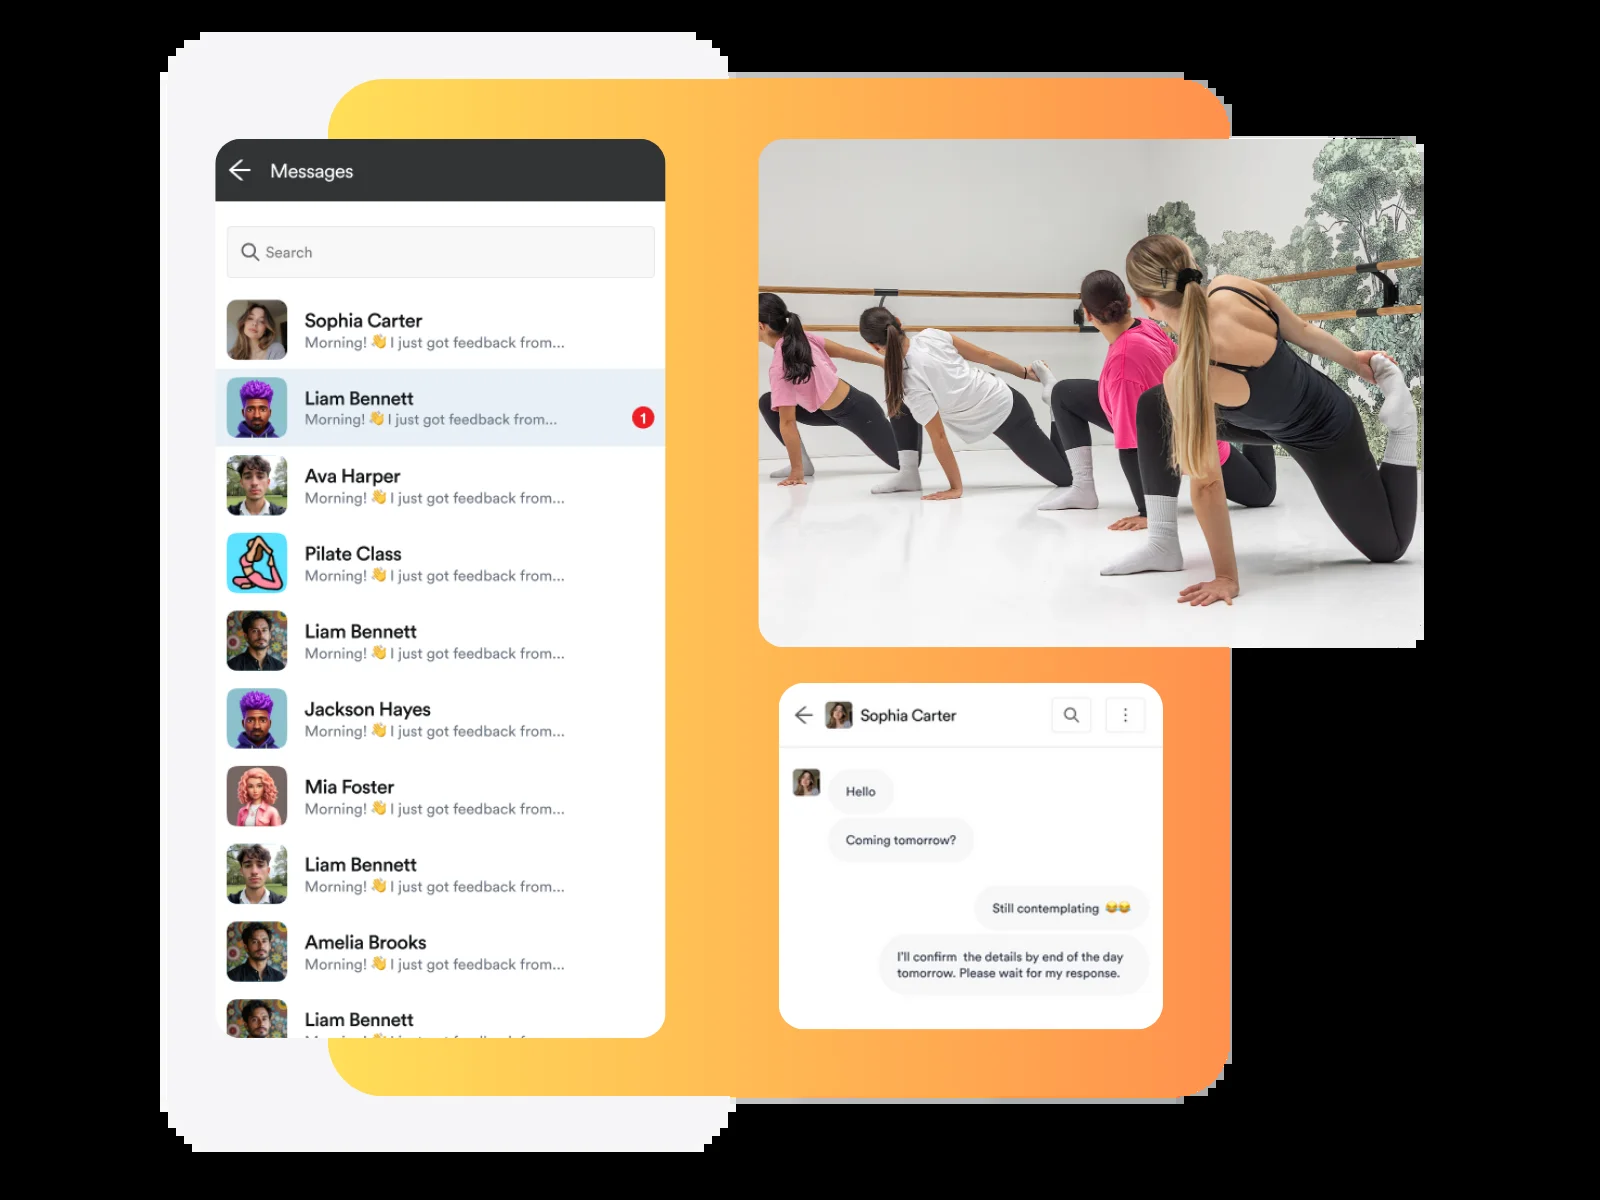 Messages
Search
Sophia Carter
Morning! 👋 I just got feedback from...
Liam Bennett
Morning! 👋 I just got feedback from...
1
Ava Harper
Morning! 👋 I just got feedback from...
Pilate Class
Morning! 👋 I just got feedback from...
Liam Bennett
Morning! 👋 I just got feedback from...
Jackson Hayes
Morning! 👋 I just got feedback from...
Mia Foster
Morning! 👋 I just got feedback from...
Liam Bennett
Morning! 👋 I just got feedback from...
Amelia Brooks
Morning! 👋 I just got feedback from...
Liam Bennett
Sophia Carter
Hello
Coming tomorrow?
Still contemplating 😂😂
I'll confirm the details by end of the day
tomorrow. Please wait for my response.